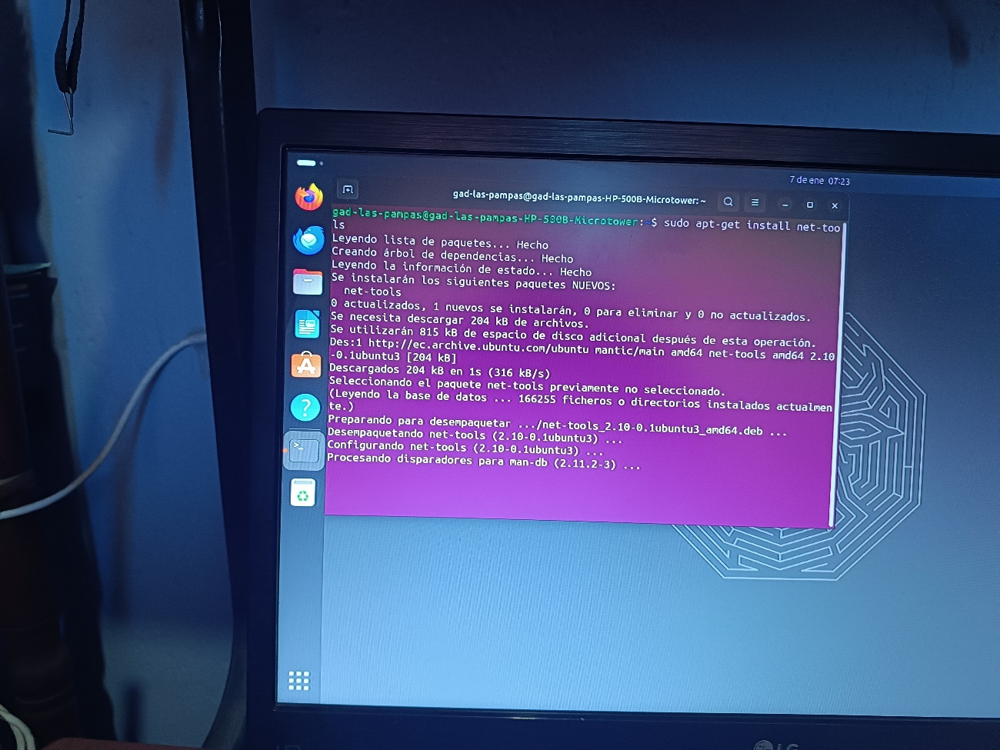 7 de ene 07:23
gad-las-pampas@gad-las-pampas-HP-500B-Microtower: ~
gad-las-pampas@gad-las-pampas-HP-500B-Microtower:~$ sudo apt-get install net-too
ls
Leyendo lista de paquetes... Hecho
Creando árbol de dependencias... Hecho
Leyendo la información de estado... Hecho
Se instalarán los siguientes paquetes NUEVOS:
net-tools
0 actualizados, 1 nuevos se instalarán, 0 para eliminar y 0 no actualizados.
Se necesita descargar 204 kB de archivos.
Se utilizarán 815 kB de espacio de disco adicional después de esta operación.
Des:1 http://ec.archive.ubuntu.com/ubuntu mantic/main amd64 net-tools amd64 2.10
-0.1ubuntu3 [204 kB]
Descargados 204 kB en 1s (316 kB/s)
Seleccionando el paquete net-tools previamente no seleccionado.
(Leyendo la base de datos ... 166255 ficheros o directorios instalados actualmen
te.)
Preparando para desempaquetar .../net-tools_2.10-0.1ubuntu3_amd64.deb ...
Desempaquetando net-tools (2.10-0.1ubuntu3) ...
Configurando net-tools (2.10-0.1ubuntu3) ...
Procesando disparadores para man-db (2.11.2-3) ...
LG